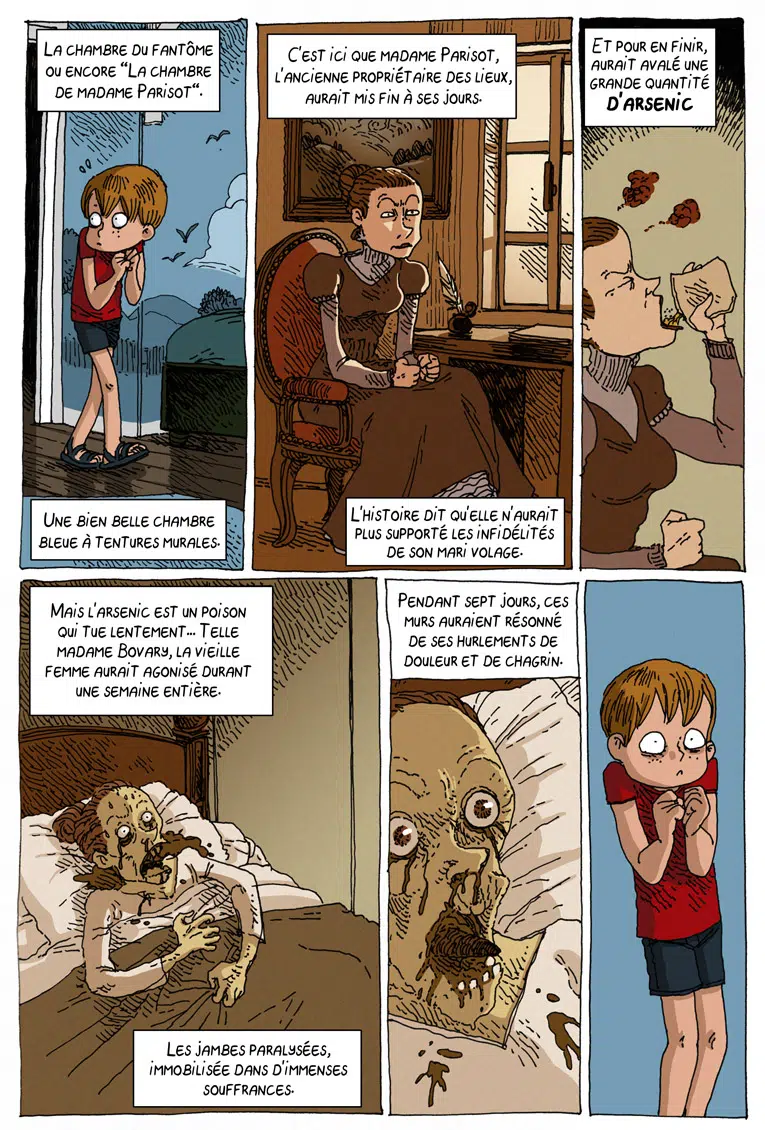 La chambre du fantôme
ou encore “La chambre
de madame Parisot“.
Une bien belle chambre
bleue à tentures murales.
C'est ici que madame Parisot,
l'ancienne propriétaire des lieux,
aurait mis fin à ses jours.
L'histoire dit qu'elle n'aurait
plus supporté les infidélités
de son mari volage.
Et pour en finir,
aurait avalé une
grande quantité
d'arsenic
Mais l'arsenic est un poison
qui tue lentement... Telle
madame Bovary, la vieille
femme aurait agonisé durant
une semaine entière.
Les jambes paralysées,
immobilisée dans d'immenses
souffrances.
Pendant sept jours, ces
murs auraient résonné
de ses hurlements de
douleur et de chagrin.